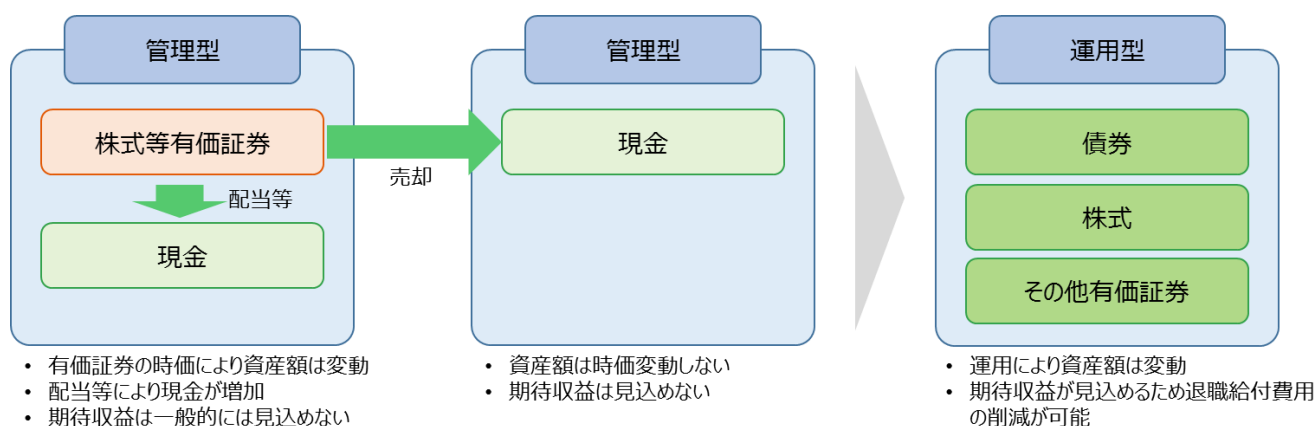 管理型
株式等有価証券
配当等
現金
売却
管理型
現金
運用型
債券
株式
その他有価証券
• 有価証券の時価により資産額は変動
• 配当等により現金が増加
• 期待収益は一般的には見込めない
• 資産額は時価変動しない
• 期待収益は見込めない
• 運用により資産額は変動
• 期待収益が見込めるため退職給付費用
の削減が可能